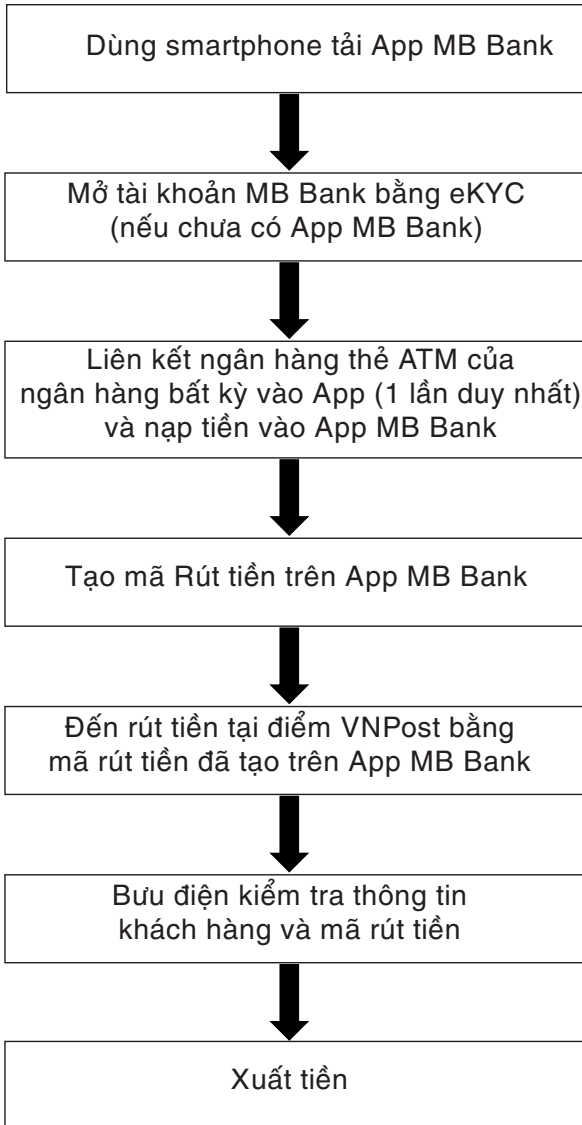 Dùng smartphone tải App MB Bank
Mở tài khoản MB Bank bằng eKYC
(nếu chưa có App MB Bank)
Liên kết ngân hàng thẻ ATM của
ngân hàng bất kỳ vào App (1 lần duy nhất)
và nạp tiền vào App MB Bank
Tạo mã Rút tiền trên App MB Bank
Đến rút tiền tại điểm VNPost bằng
mã rút tiền đã tạo trên App MB Bank
Bưu điện kiểm tra thông tin
khách hàng và mã rút tiền
Xuất tiền